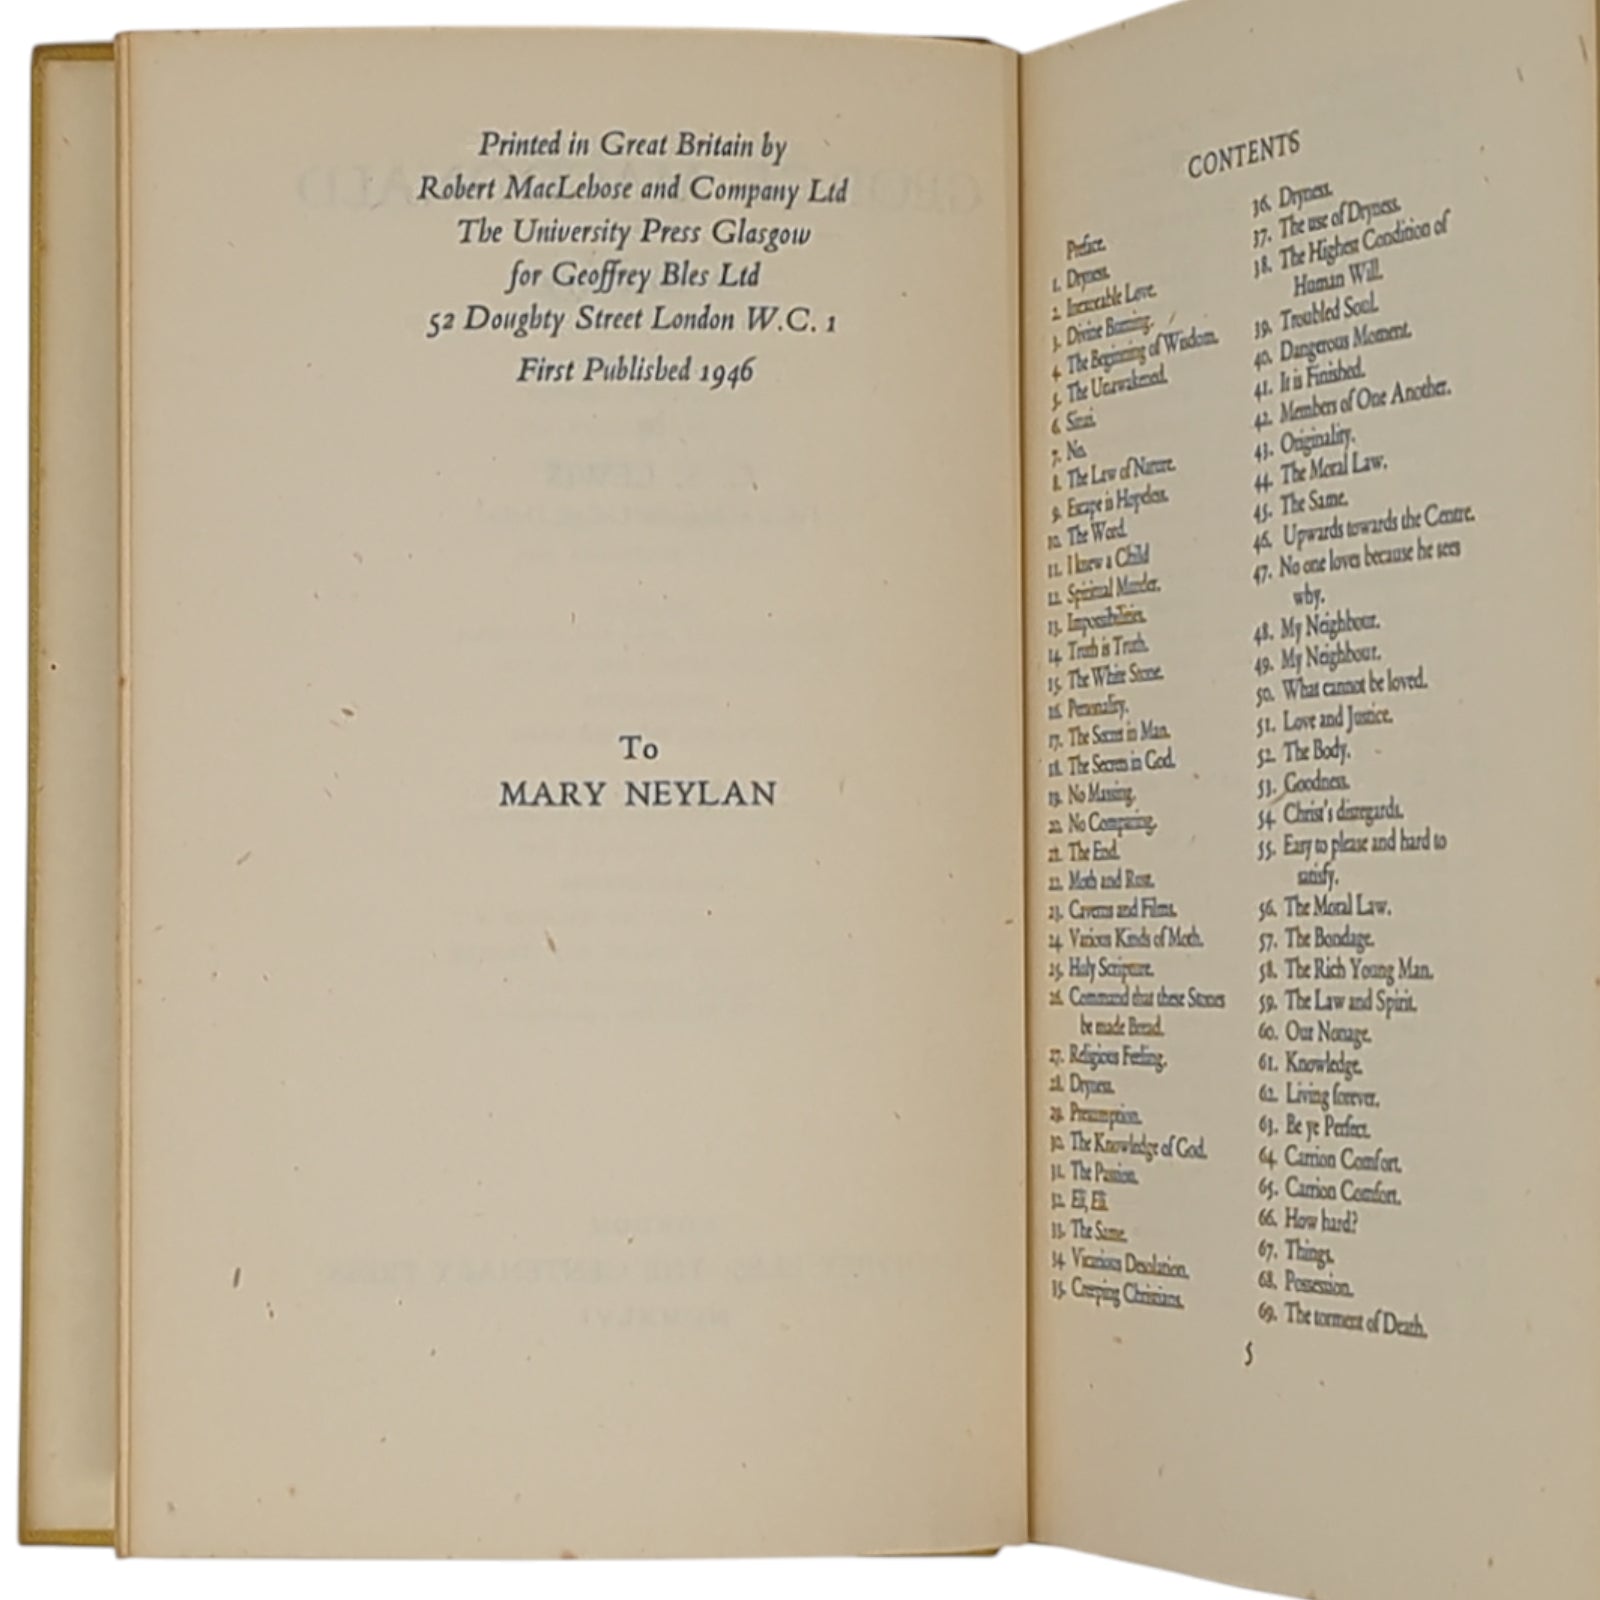 Printed in Great Britain by
Robert MacLehose and Company Ltd
The University Press Glasgow
for Geoffrey Bles Ltd
52 Doughty Street London W.C. 1
First Published 1946
To
MARY NEYLAN
CONTENTS
Preface.
1. Dryness.
2. Inexorable Love.
3. Divine Burning.
4. The Beginning of Wisdom.
5. The Unawakened.
6. Sinai.
7. No.
8. The Law of Nature.
9. Escape is Hopeless.
10. The Word.
11. I knew a Child
12. Spiritual Murder.
13. Impossibilities.
14. Truth is Truth.
15. The White Stone.
16. Personality.
17. The Secret in Man.
18. The Secrets in God.
19. No Massing.
20. No Comparing.
21. The End.
22. Moth and Rust.
23. Caverns and Films.
24. Various Kinds of Moth.
25. Holy Scripture.
26. Command that these Stones
be made Bread.
27. Religious Feeling.
28. Dryness.
29. Presumption.
30. The Knowledge of God.
31. The Passion.
32. Eli, Eli.
33. The Same.
34. Vicarious Desolation.
35. Creeping Christians.
36. Dryness.
37. The use of Dryness.
38. The Highest Condition of
Human Will.
39. Troubled Soul.
40. Dangerous Moment.
41. It is Finished.
42. Members of One Another.
43. Originality.
44. The Moral Law.
45. The Same.
46. Upwards towards the Centre.
47. No one loves because he sees
why.
48. My Neighbour.
49. My Neighbour.
50. What cannot be loved.
51. Love and Justice.
52. The Body.
53. Goodness.
54. Christ's disregards.
55. Easy to please and hard to
satisfy.
56. The Moral Law.
57. The Bondage.
58. The Rich Young Man.
59. The Law and Spirit.
60. Our Nonage.
61. Knowledge.
62. Living forever.
63. Be ye Perfect.
64. Carrion Comfort.
65. Carrion Comfort.
66. How hard?
67. Things.
68. Possession.
69. The torment of Death.
5